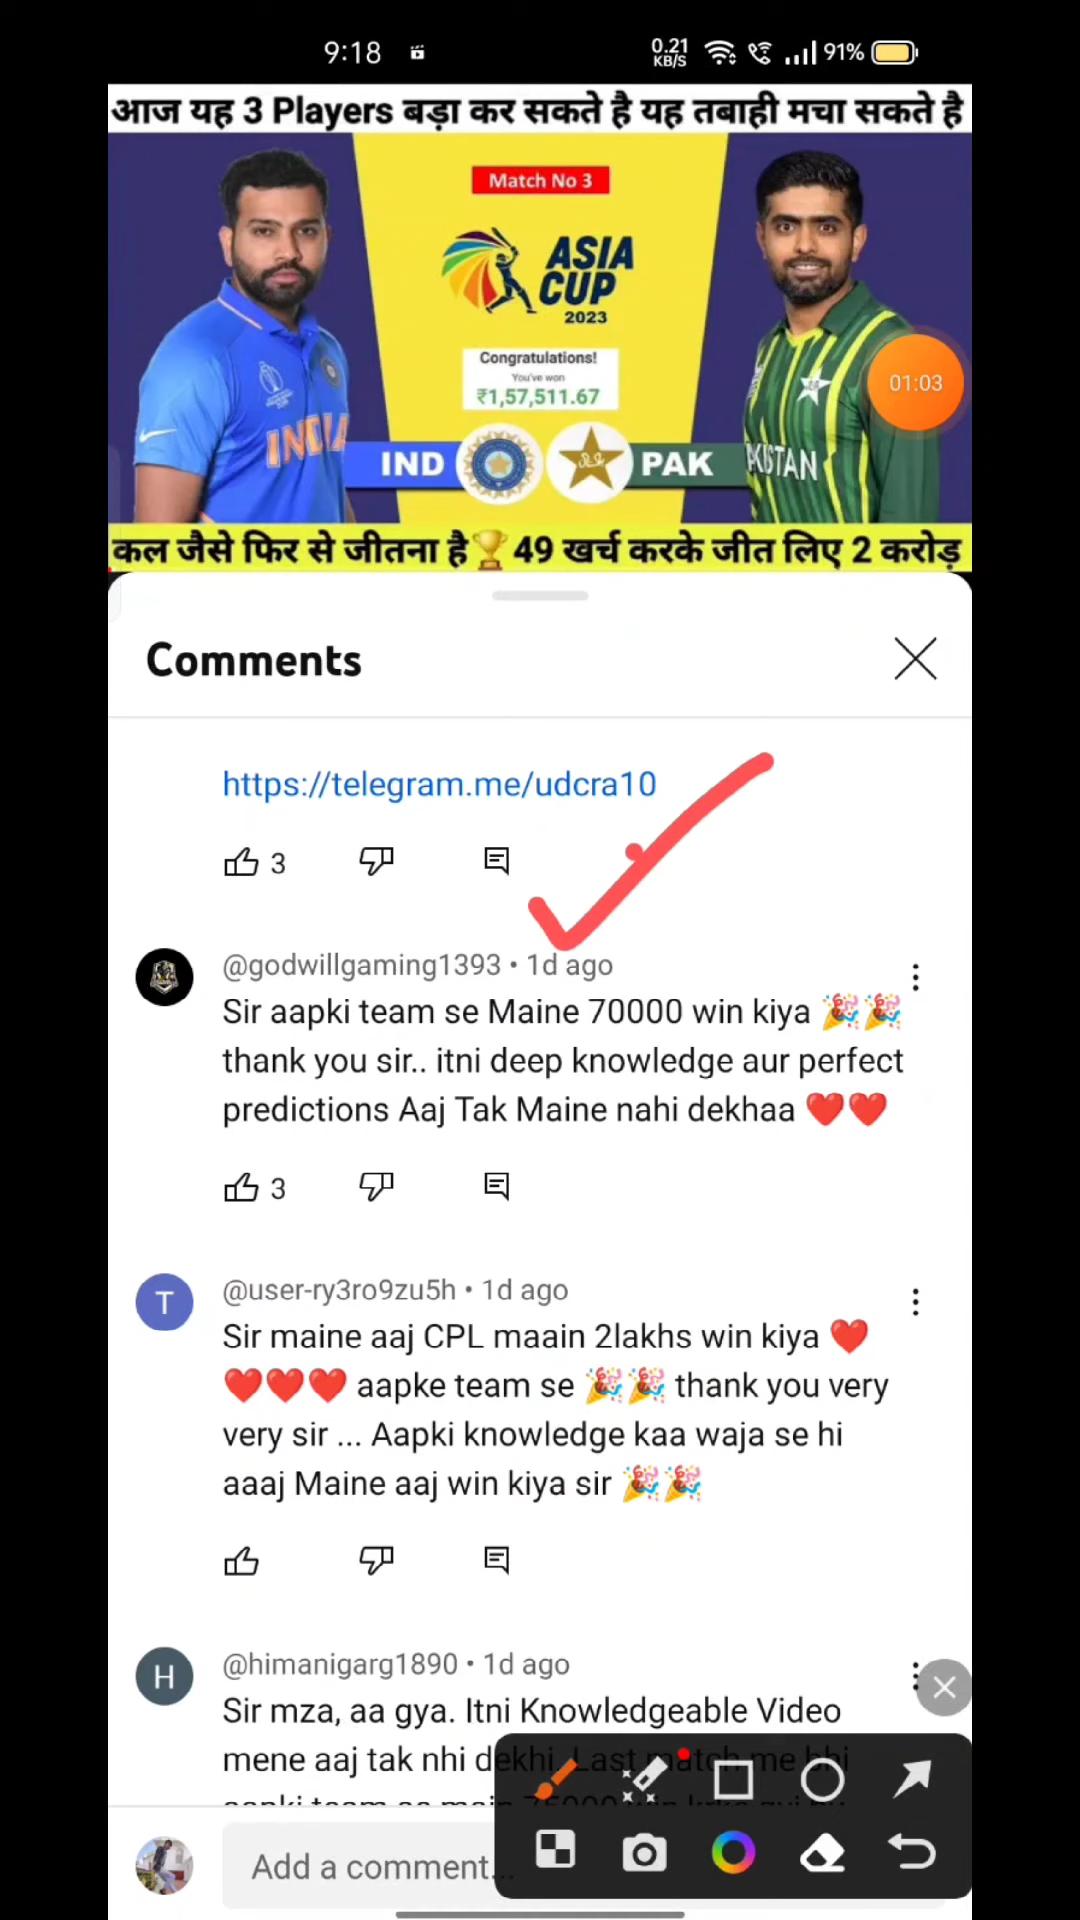 9:18
0.21 KB/S
91%
आज यह 3 Players बड़ा कर सकते है यह तबाही मचा सकते है
Match No 3
ASIA
CUP
2023
Congratulations!
You've won
₹1,57,511.67
01:03
INDIA
IND
PAK
KISTAN
कल जैसे फिर से जीतना है🏆49 खर्च करके जीत लिए 2 करोड़
Comments
https://telegram.me/udcra10
3
@godwillgaming1393 • 1d ago
Sir aapki team se Maine 70000 win kiya 🎉🎉
thank you sir.. itni deep knowledge aur perfect
predictions Aaj Tak Maine nahi dekhaa ❤️❤️
3
T
@user-ry3ro9zu5h • 1d ago
Sir maine aaj CPL maain 2lakhs win kiya ❤️
❤️❤️❤️ aapke team se 🎉🎉 thank you very
very sir ... Aapki knowledge kaa waja se hi
aaaj Maine aaj win kiya sir 🎉🎉
H
@himanigarg1890 • 1d ago
Sir mza, aa gya. Itni Knowledgeable Video
mene aaj tak nhi dekhi. Last match me bhi
Add a comment...